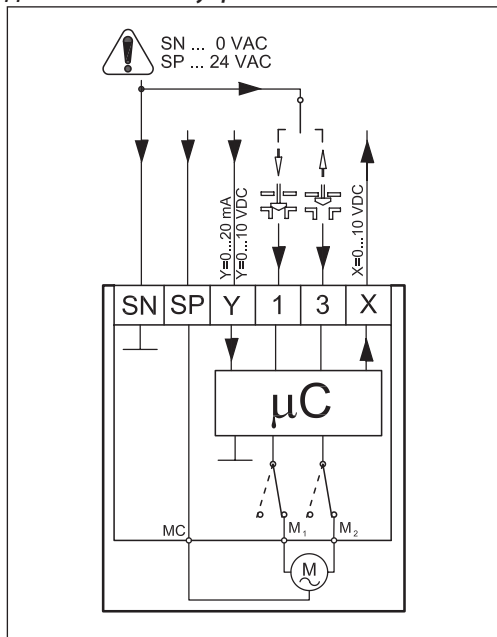 SN ... 0 VAC
SP ... 24 VAC
Y=0...20 mA
Y=0...10 VDC
X=0...10 VDC
SN SP Y 1 3 X
μC
MC M₁ M₂
M